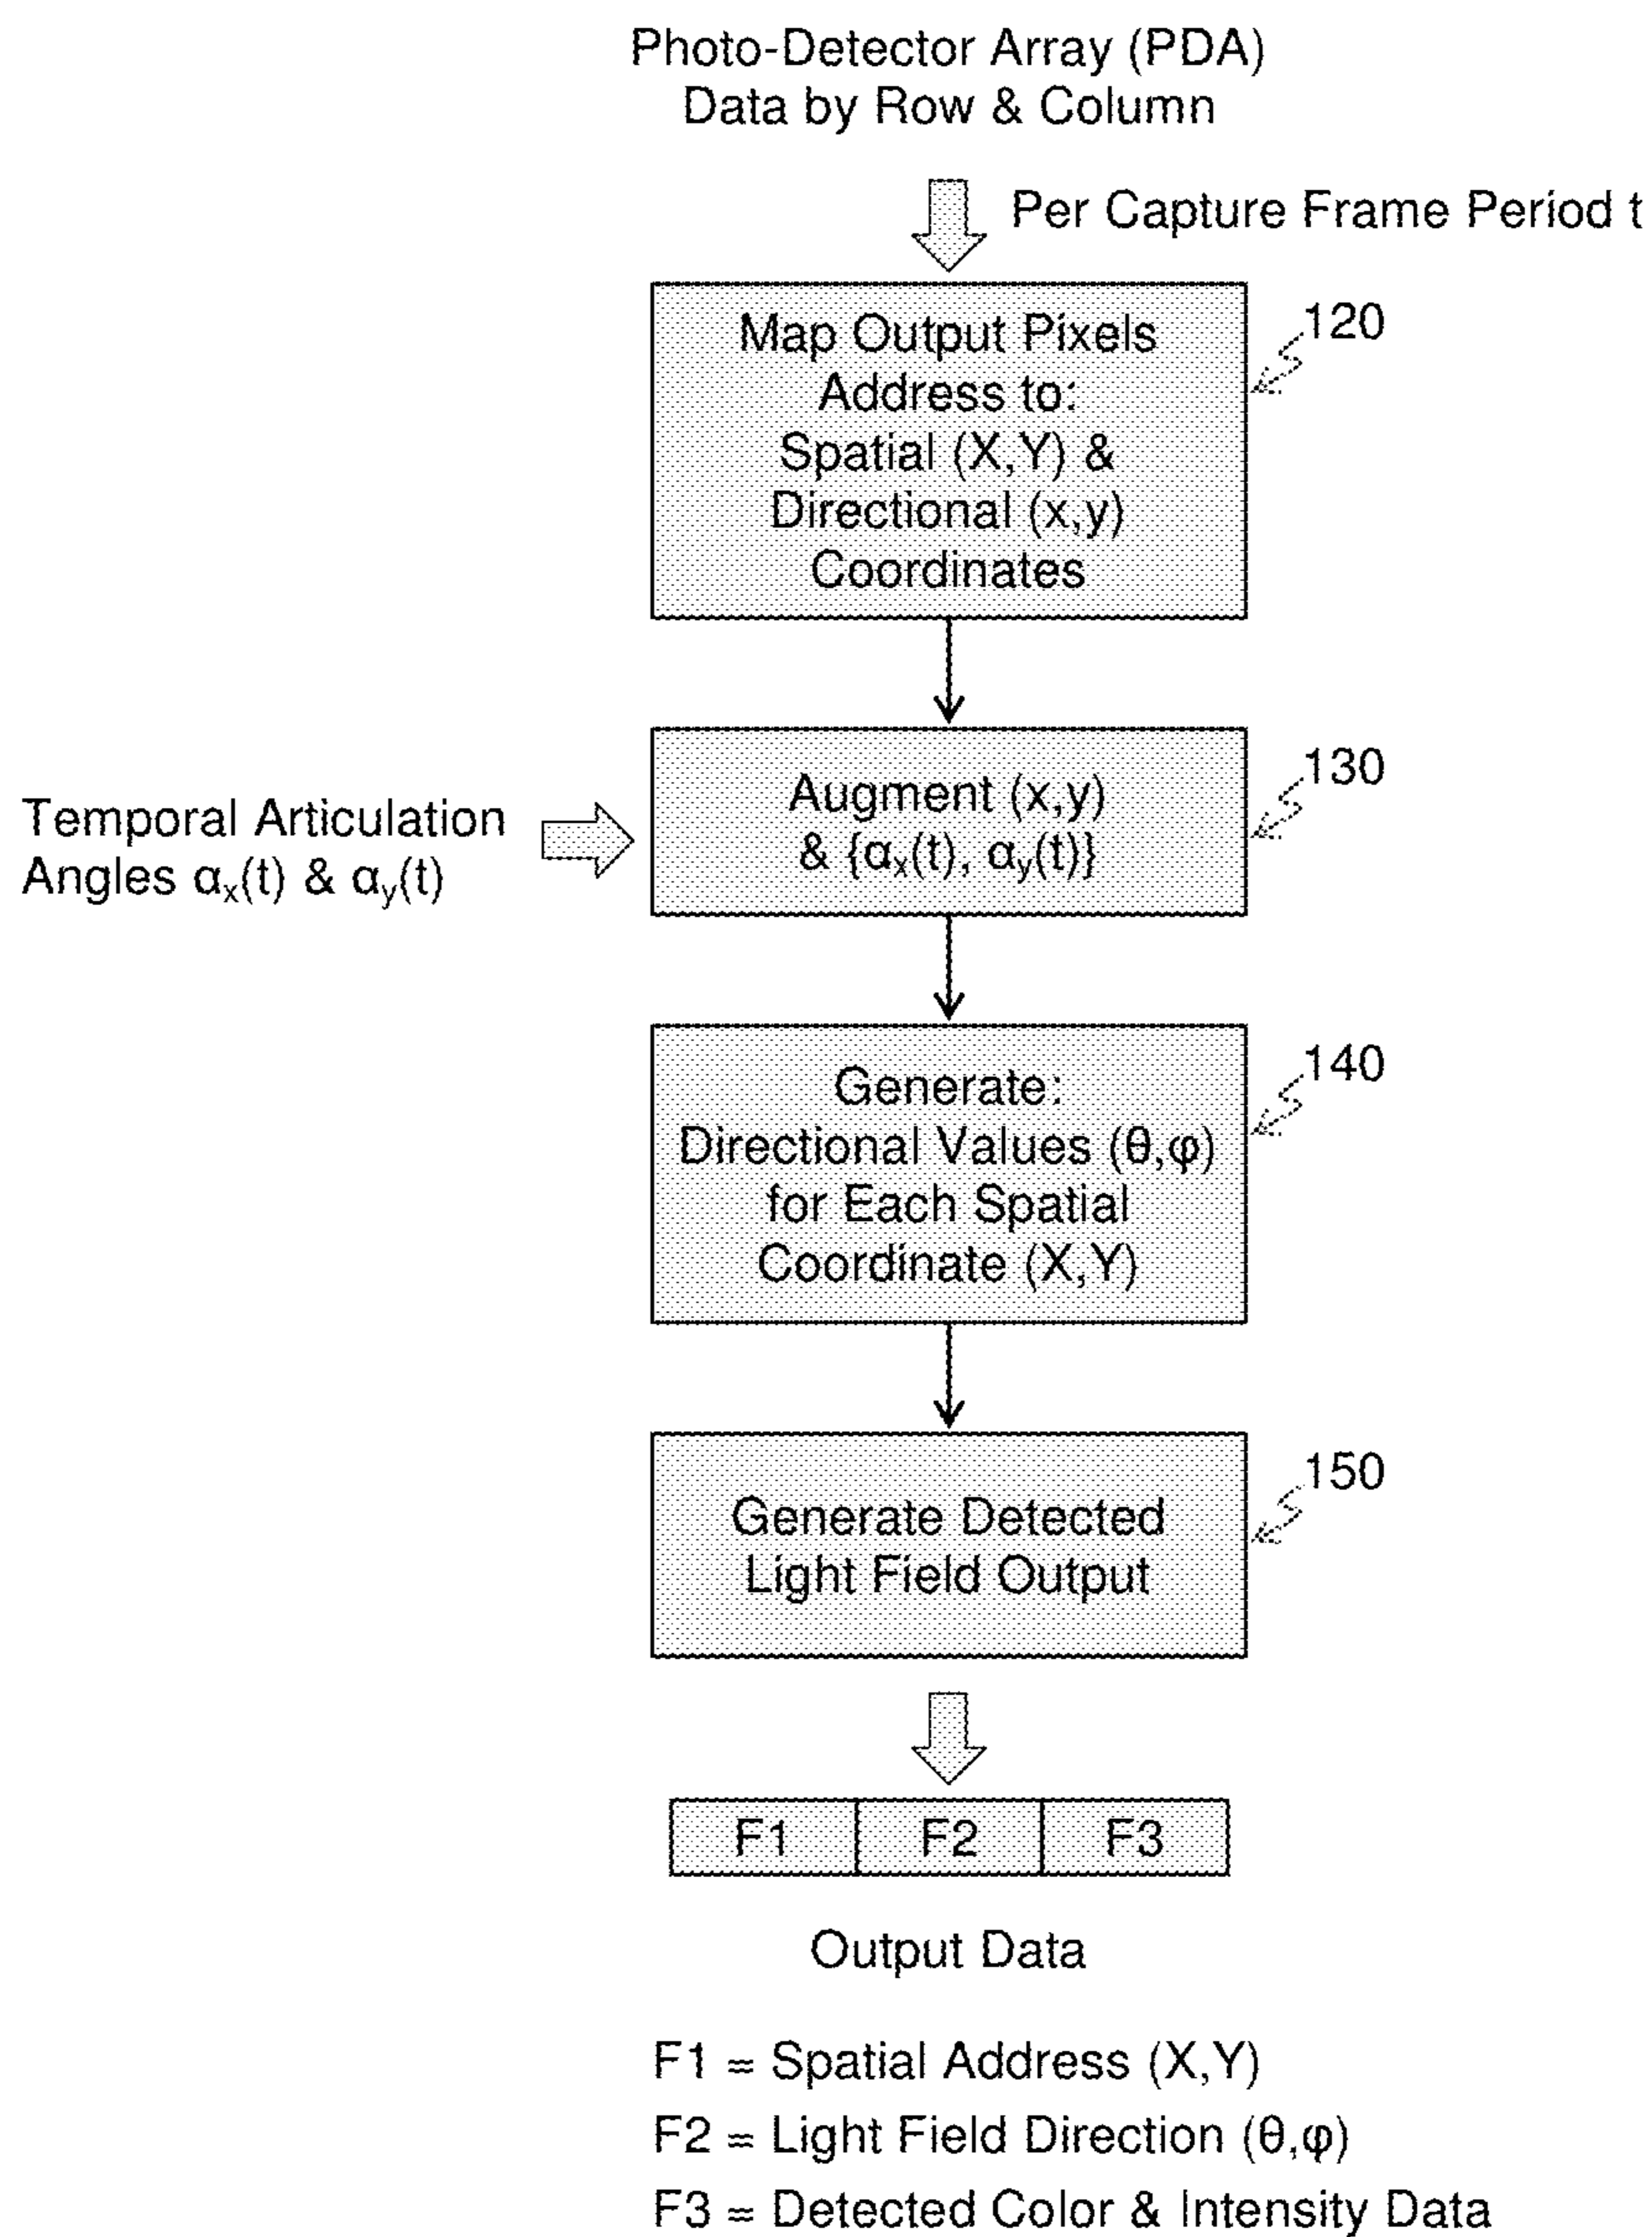 Photo-Detector Array (PDA)
Data by Row & Column
Per Capture Frame Period t
Map Output Pixels
Address to:
Spatial (X,Y) &
Directional (x,y)
Coordinates
120
Temporal Articulation
Angles αx(t) & αy(t)
Augment (x,y)
& {αx(t), αy(t)}
130
Generate:
Directional Values (θ,φ)
for Each Spatial
Coordinate (X,Y)
140
Generate Detected
Light Field Output
150
F1 F2 F3
Output Data
F1 = Spatial Address (X,Y)
F2 = Light Field Direction (θ,φ)
F3 = Detected Color & Intensity Data